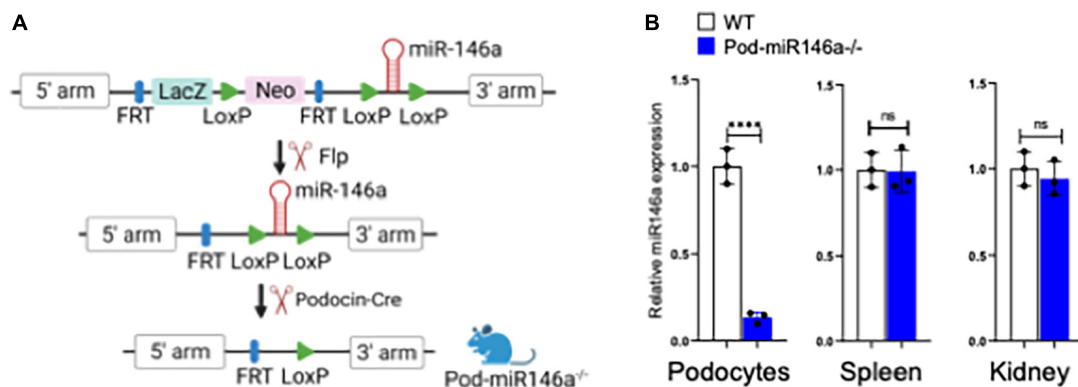 A
miR-146a
5' arm
LacZ
Neo
3' arm
FRT
LoxP
FRT
LoxP
LoxP
Flp
miR-146a
5' arm
3' arm
FRT LoxP LoxP
Podocin-Cre
5' arm
3' arm
FRT LoxP
Pod-miR146a-/-
B
WT
Pod-miR146a-/-
Relative miR146a expression
1.5
1.0
0.5
0.0
****
Podocytes
1.5
1.0
0.5
0.0
ns
Spleen
1.5
1.0
0.5
0.0
ns
Kidney